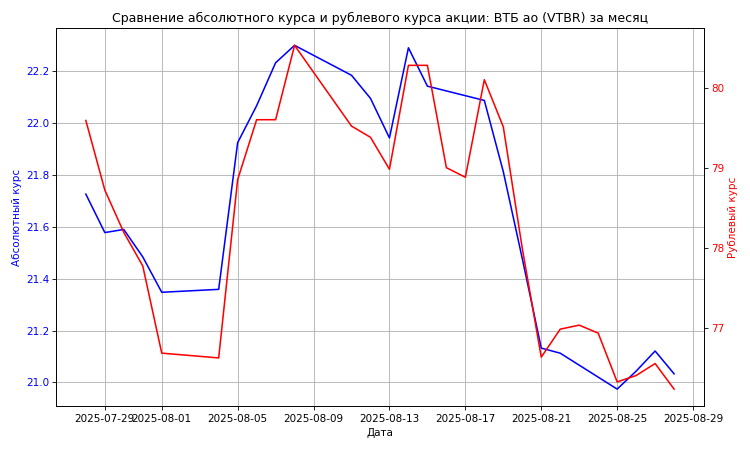 Сравнение абсолютного курса и рублевого курса акции: ВТБ ао (VTBR) за месяц
22.2
22.0
21.8
21.6
21.4
21.2
21.0
Абсолютный курс
80
79
78
77
Рублевый курс
2025-07-29 2025-08-01 2025-08-05 2025-08-09 2025-08-13 2025-08-17 2025-08-21 2025-08-25 2025-08-29
Дата